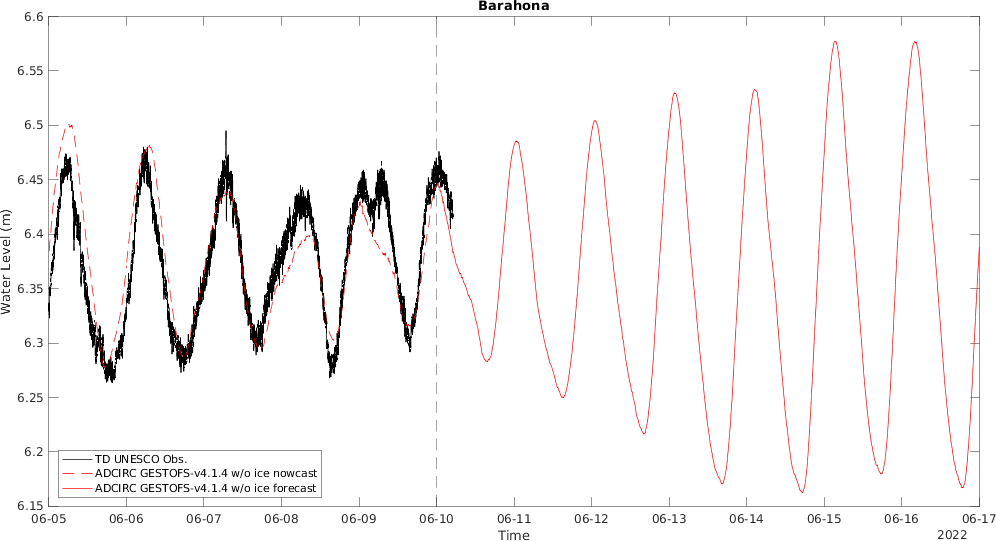 Barahona
6.6
6.55
6.5
6.45
6.4
6.35
6.3
6.25
6.2
6.15
Water Level (m)
TD UNESCO Obs.
ADCIRC GESTOFS-v4.1.4 w/o ice nowcast
ADCIRC GESTOFS-v4.1.4 w/o ice forecast
06-05 06-06 06-07 06-08 06-09 06-10 06-11 06-12 06-13 06-14 06-15 06-16 06-17
Time
2022